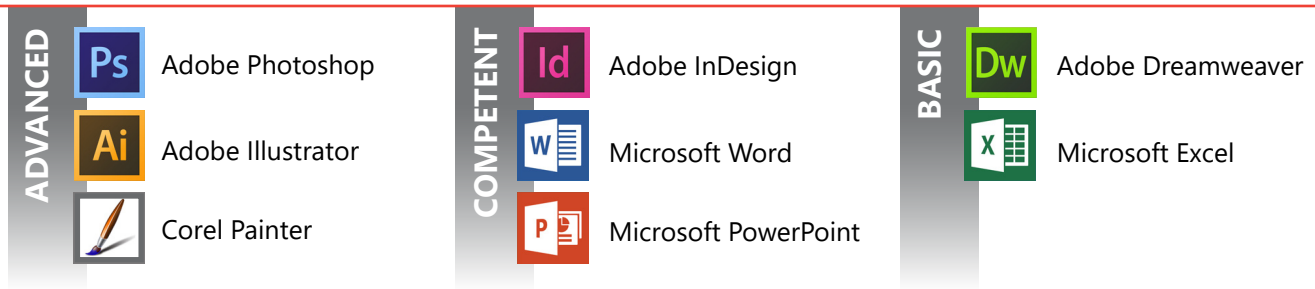 ADVANCED
Ps Adobe Photoshop
Ai Adobe Illustrator
Corel Painter
COMPETENT
Id Adobe InDesign
W Microsoft Word
P Microsoft PowerPoint
BASIC
Dw Adobe Dreamweaver
X Microsoft Excel